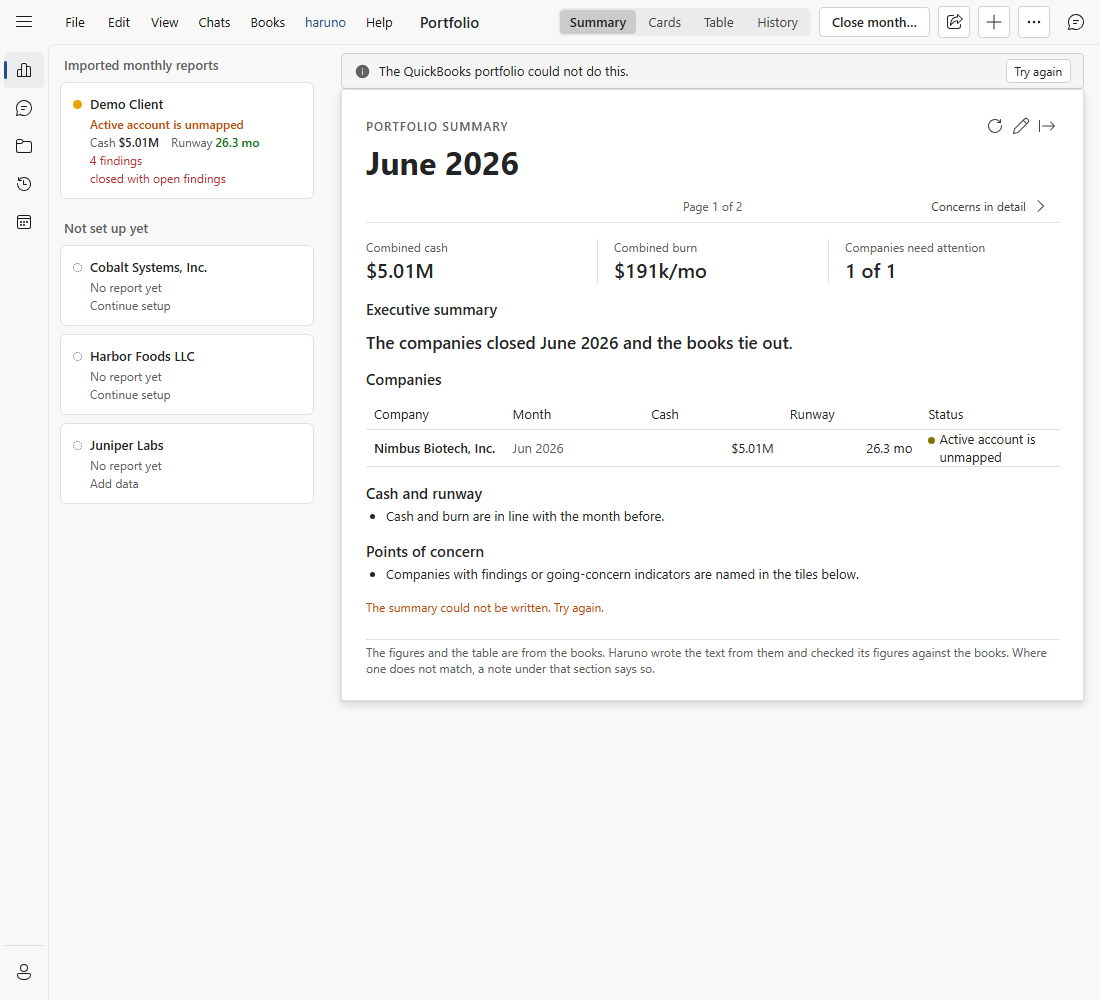 File Edit View Chats Books haruno Help Portfolio Summary Cards Table History Close month...
Imported monthly reports
Demo Client
Active account is unmapped
Cash $5.01M Runway 26.3 mo
4 findings
closed with open findings
Not set up yet
Cobalt Systems, Inc.
No report yet
Continue setup
Harbor Foods LLC
No report yet
Continue setup
Juniper Labs
No report yet
Add data
The QuickBooks portfolio could not do this. Try again
PORTFOLIO SUMMARY
June 2026
Page 1 of 2 Concerns in detail
Combined cash Combined burn Companies need attention
$5.01M $191k/mo 1 of 1
Executive summary
The companies closed June 2026 and the books tie out.
Companies
Company Month Cash Runway Status
Nimbus Biotech, Inc. Jun 2026 $5.01M 26.3 mo Active account is
unmapped
Cash and runway
Cash and burn are in line with the month before.
Points of concern
Companies with findings or going-concern indicators are named in the tiles below.
The summary could not be written. Try again.
The figures and the table are from the books. Haruno wrote the text from them and checked its figures against the books. Where
one does not match, a note under that section says so.